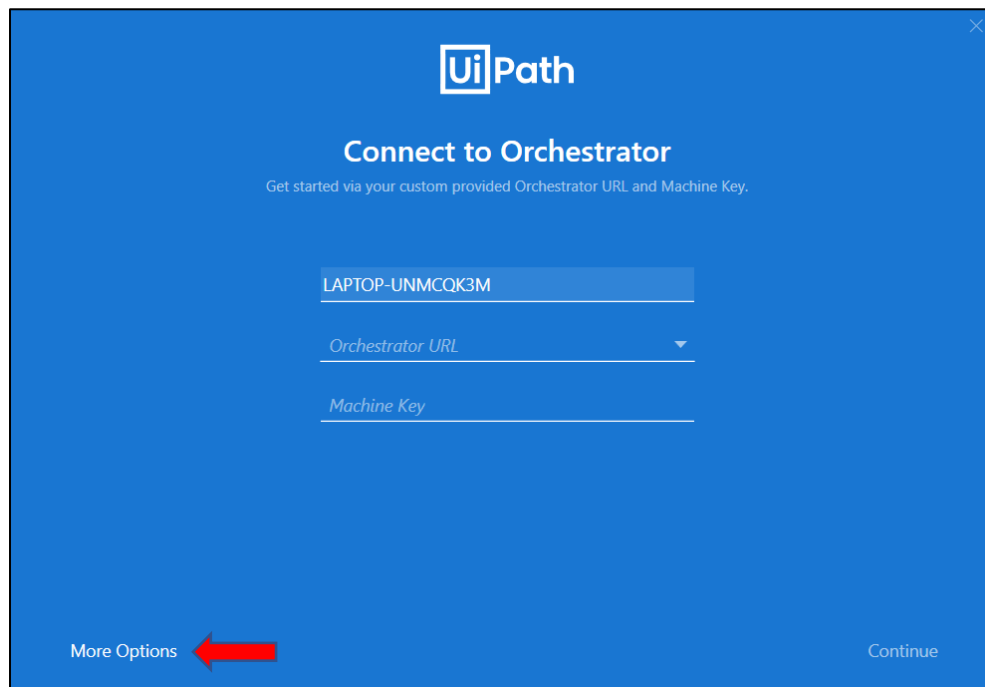 UiPath
Connect to Orchestrator
Get started via your custom provided Orchestrator URL and Machine Key.
LAPTOP-UNMCQK3M
Orchestrator URL
Machine Key
More Options
Continue